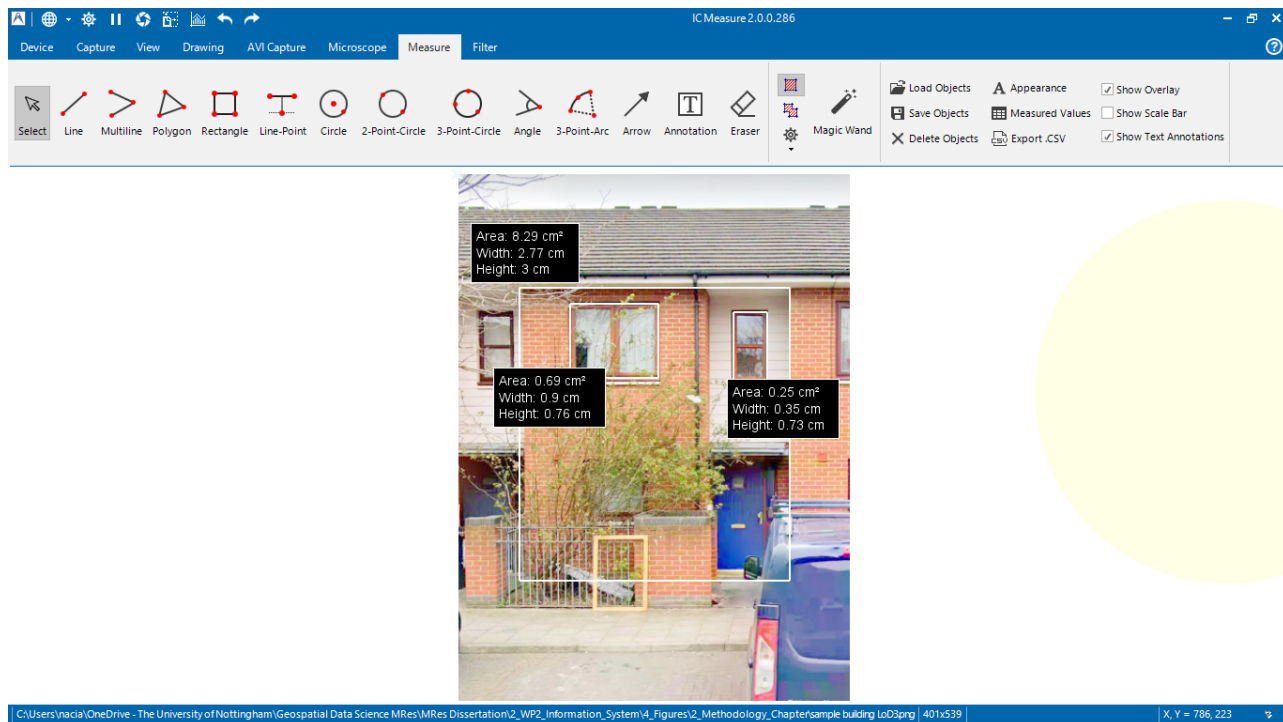 IC Measure 2.0.0.286
Device Capture View Drawing AVI Capture Microscope Measure Filter
Select Line Multiline Polygon Rectangle Line-Point Circle 2-Point-Circle 3-Point-Circle Angle 3-Point-Arc Arrow Annotation Eraser
Magic Wand
Load Objects
Save Objects
Delete Objects
Appearance
Measured Values
Export .CSV
Show Overlay
Show Scale Bar
Show Text Annotations
Area: 8.29 cm²
Width: 2.77 cm
Height: 3 cm
Area: 0.69 cm²
Width: 0.9 cm
Height: 0.76 cm
Area: 0.25 cm²
Width: 0.35 cm
Height: 0.73 cm
C:\Users\nacia\OneDrive - The University of Nottingham\Geospatial Data Science MRes\MRes Dissertation\2_WP2_Information_System\4_Figures\2_Methodology_Chapter\sample building LoD3.png 401x539 X, Y = 786, 223